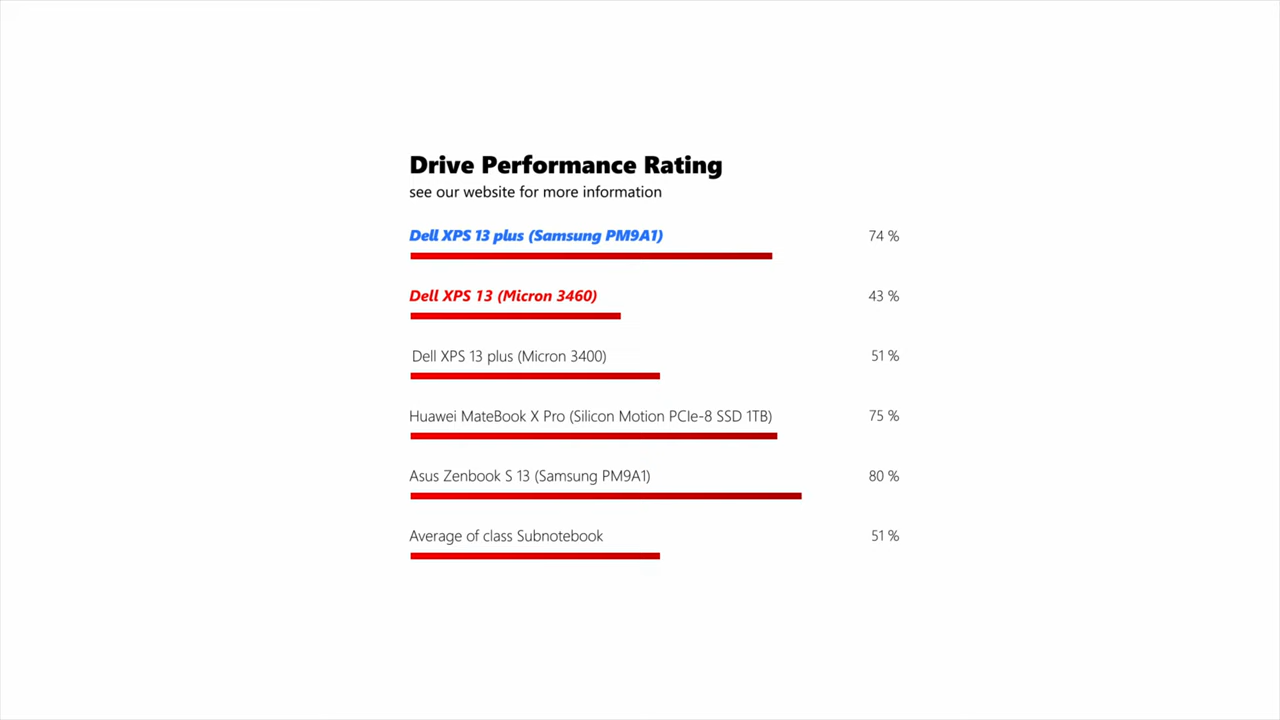 Drive Performance Rating
see our website for more information
Dell XPS 13 plus (Samsung PM9A1) 74 %
Dell XPS 13 (Micron 3460) 43 %
Dell XPS 13 plus (Micron 3400) 51 %
Huawei MateBook X Pro (Silicon Motion PCIe-8 SSD 1TB) 75 %
Asus Zenbook S 13 (Samsung PM9A1) 80 %
Average of class Subnotebook 51 %